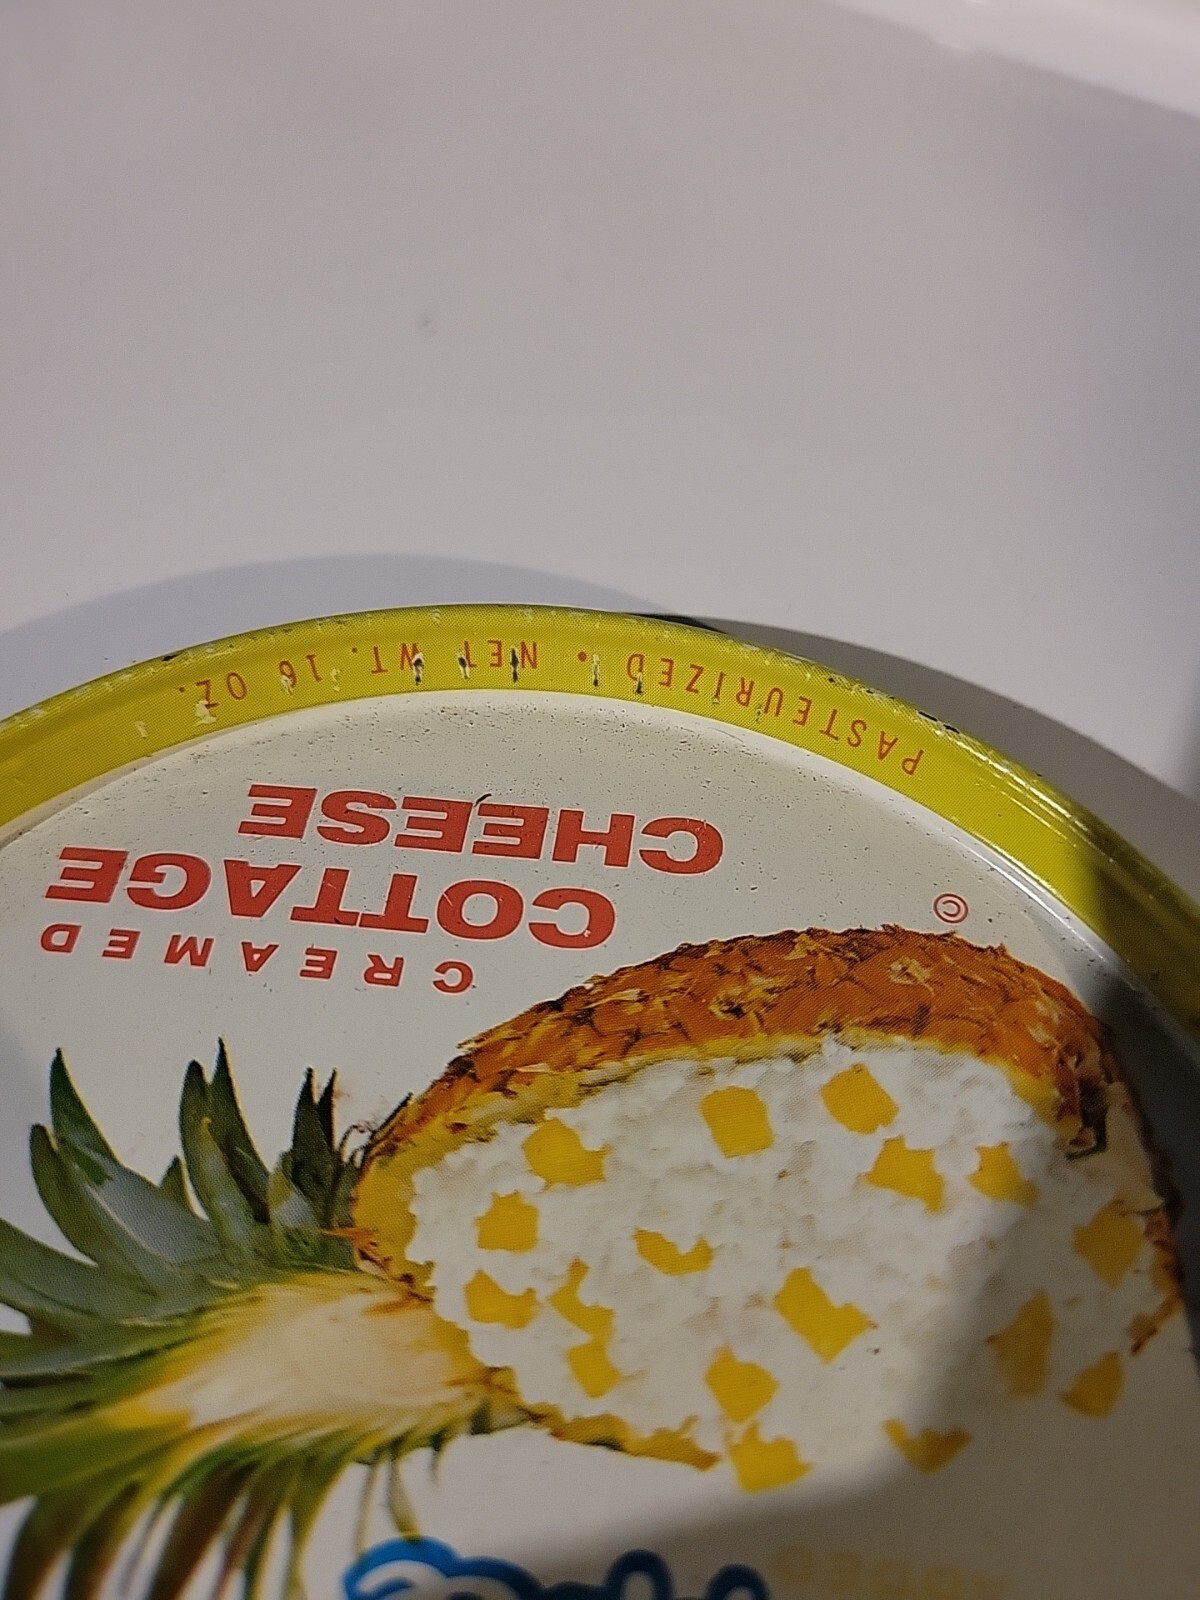 ©
CREAMED
COTTAGE
CHEESE
PASTEURIZED • NET WT. 16 OZ.